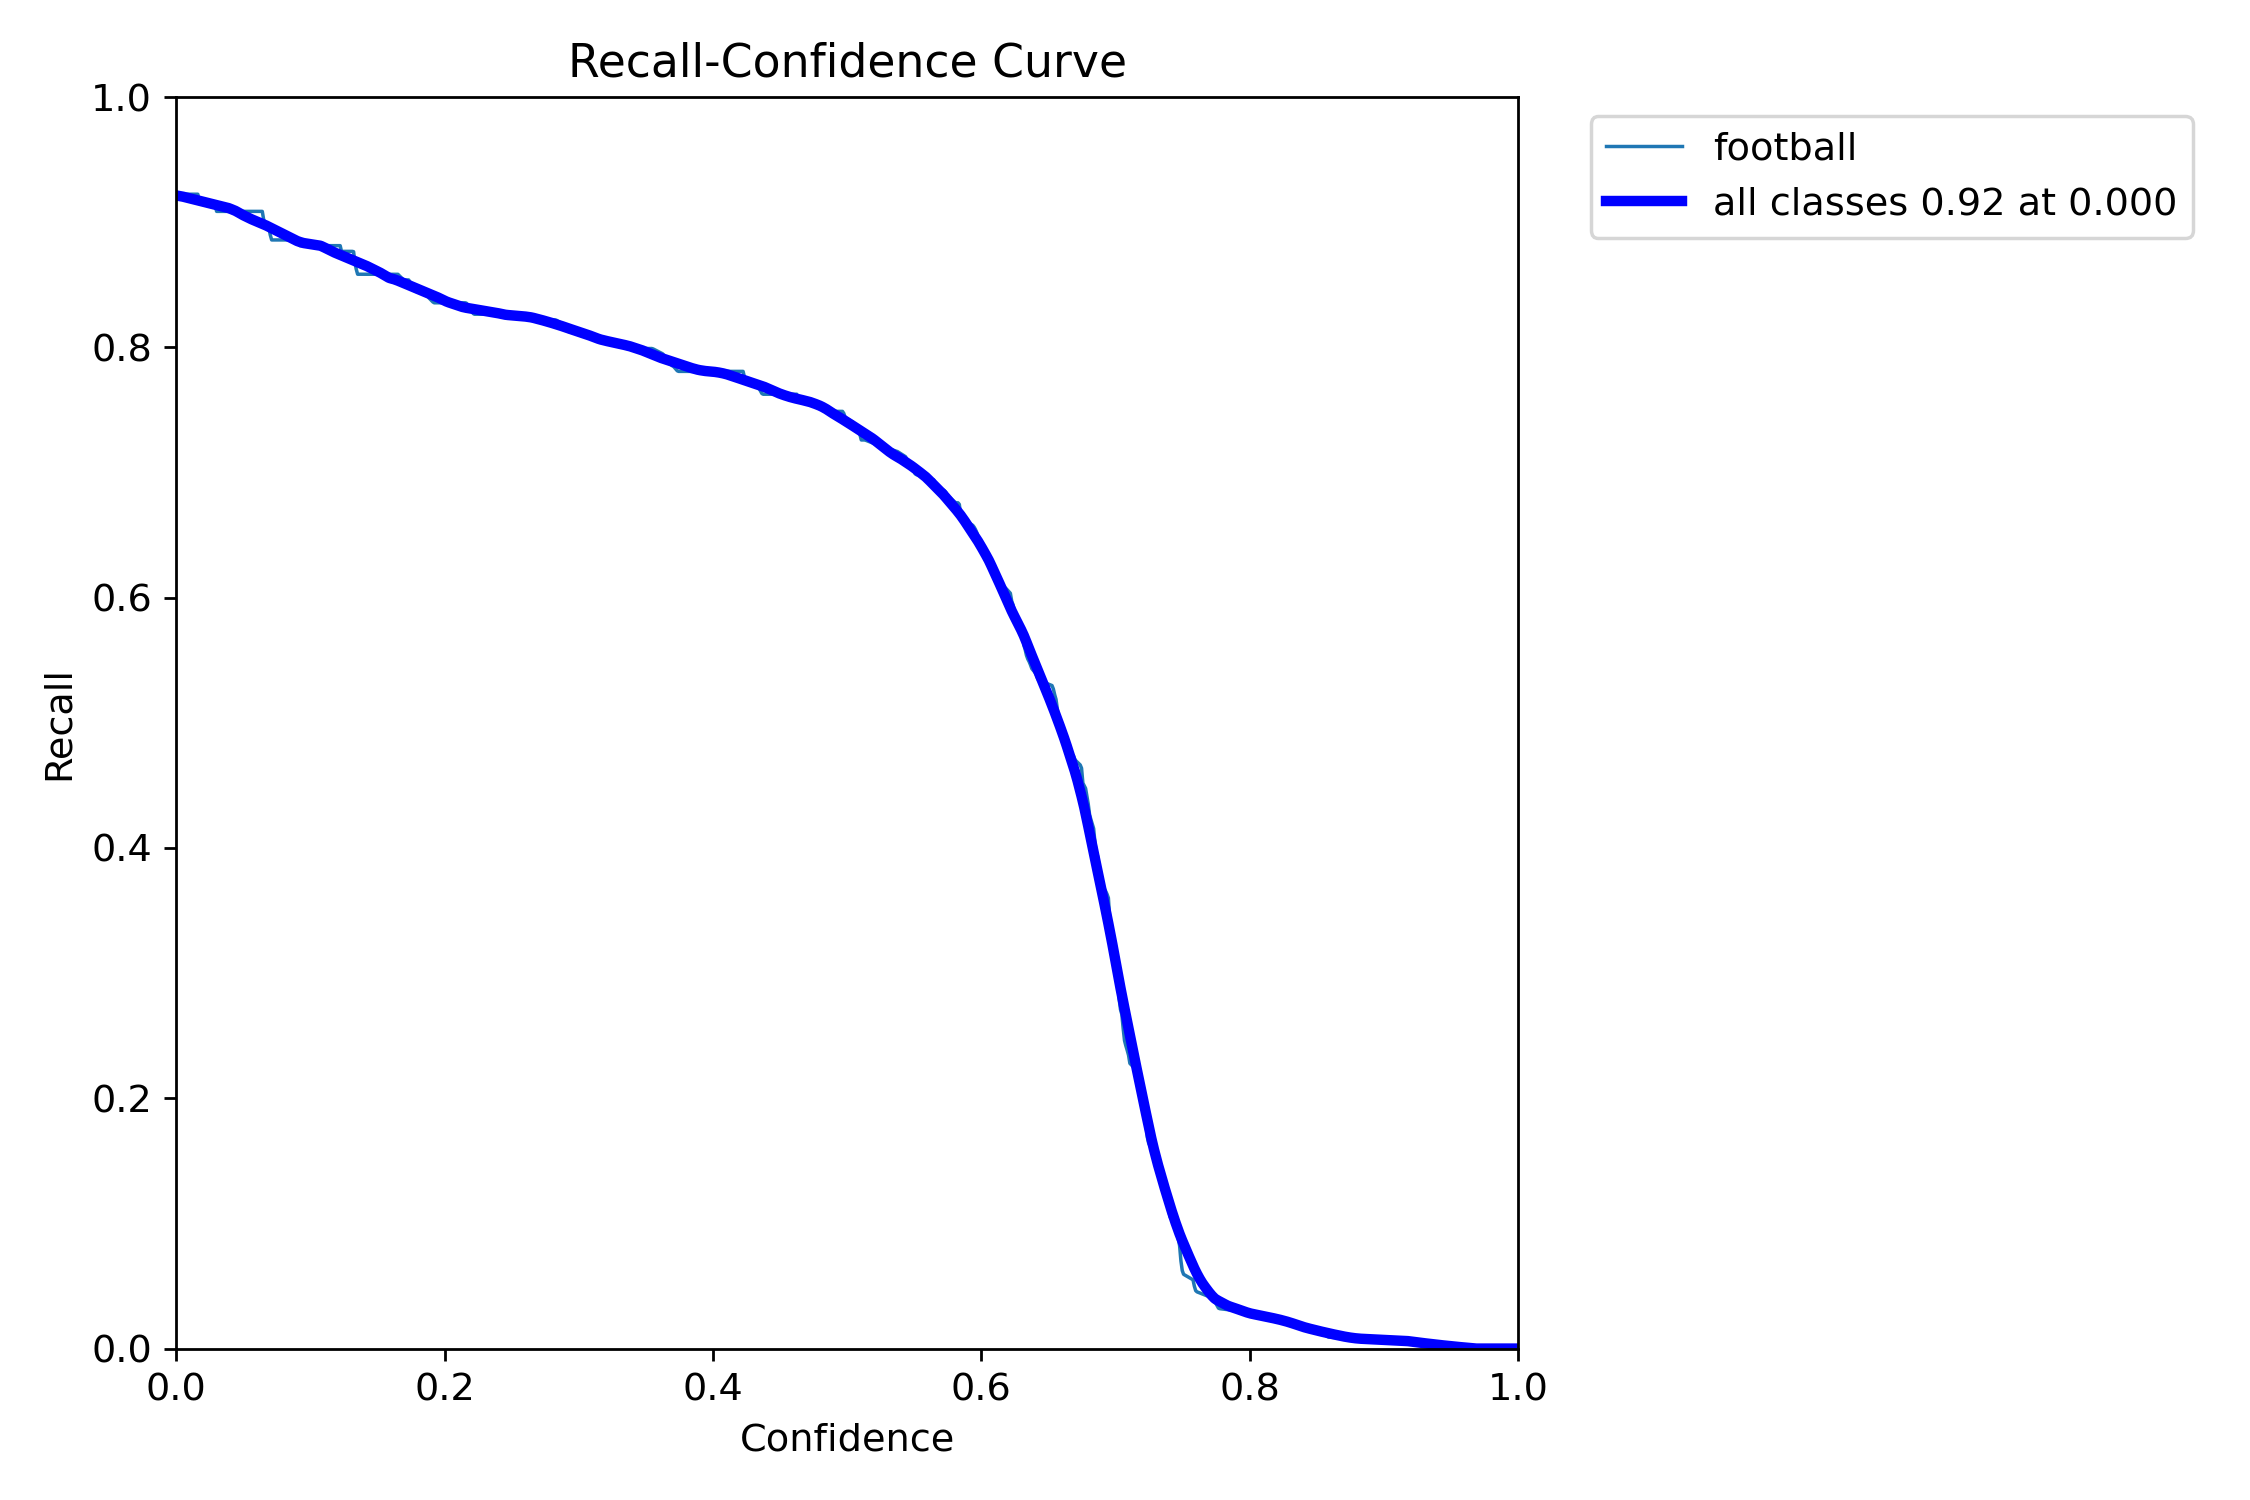 Recall-Confidence Curve
1.0
0.8
0.6
0.4
0.2
0.0
Recall
0.0 0.2 0.4 0.6 0.8 1.0
Confidence
football
all classes 0.92 at 0.000